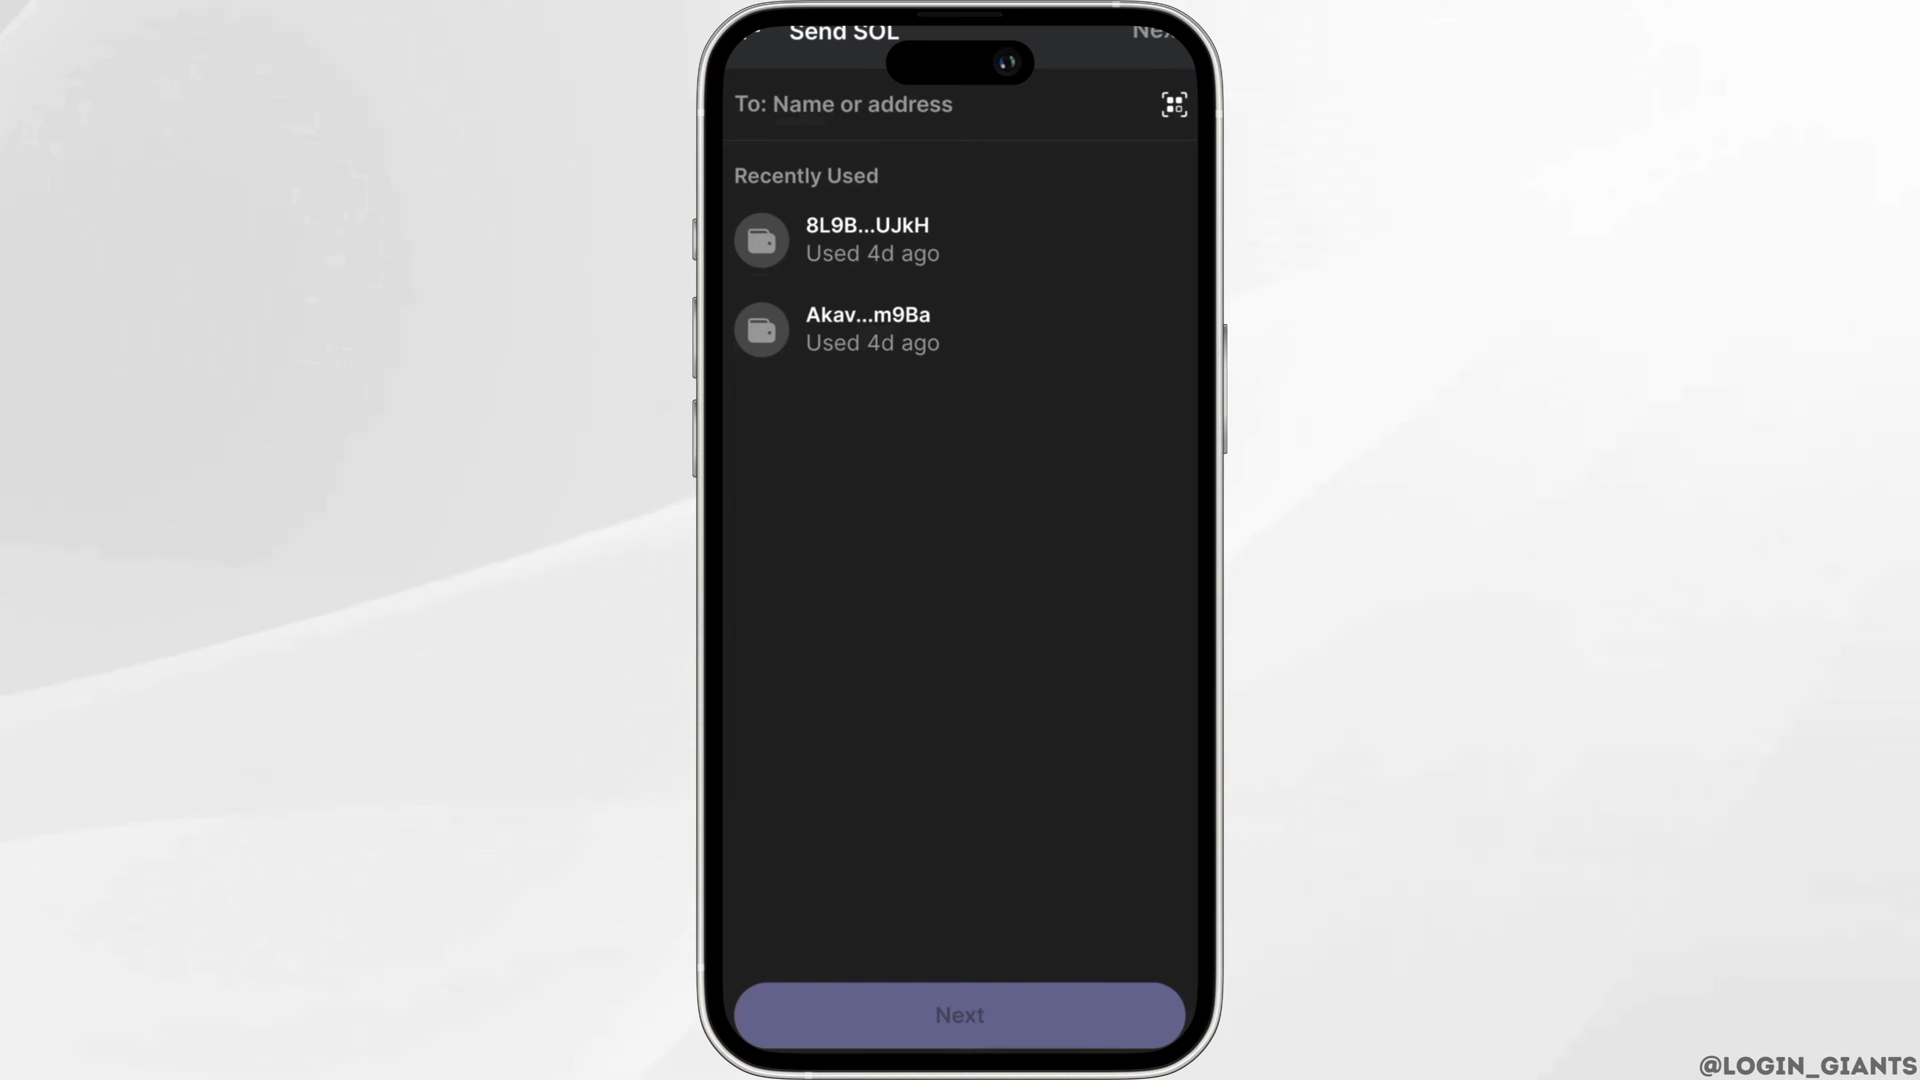 Send SOL
To: Name or address
Recently Used
8L9B...UJkH
Used 4d ago
Akav...m9Ba
Used 4d ago
Next
@LOGIN_GIANTS